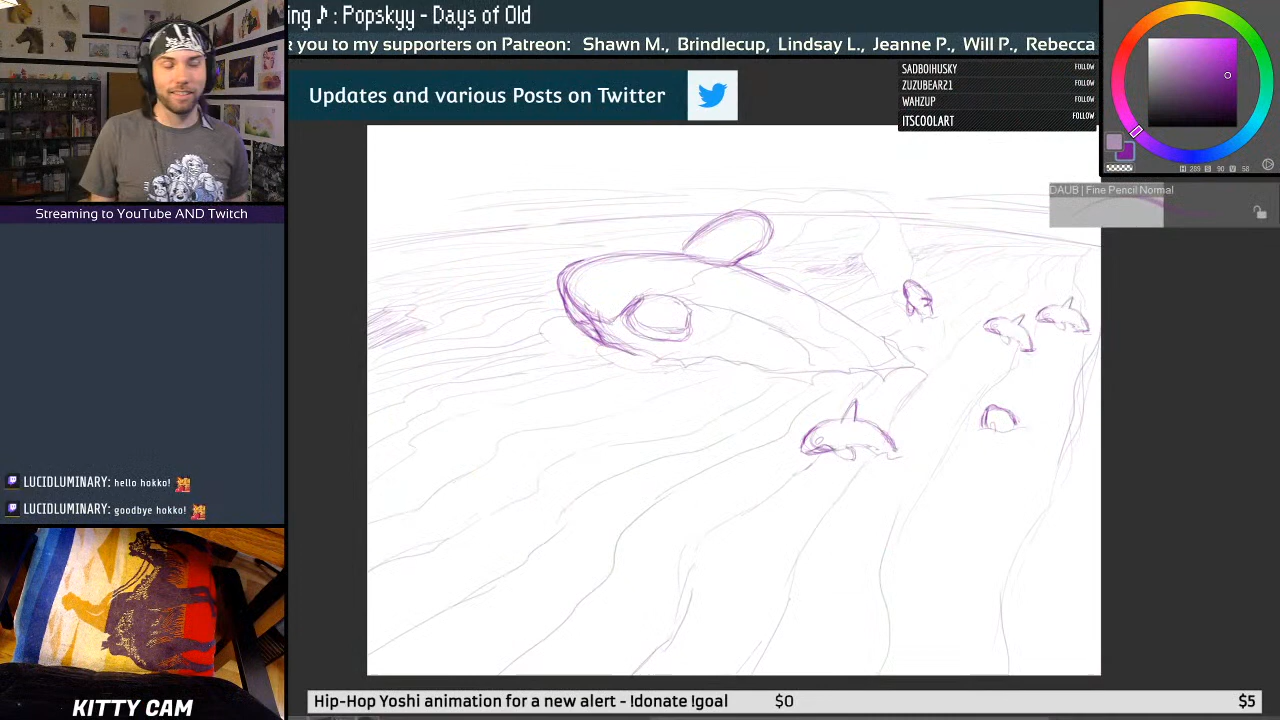 ing ♪ : Popskyy - Days of Old
you to my supporters on Patreon: Shawn M., Brindlecup, Lindsay L., Jeanne P., Will P., Rebecca
Updates and various Posts on Twitter
SADBOIHUSKY FOLLOW
ZUZUBEAR21 FOLLOW
WAHZUP FOLLOW
ITSCOOLART FOLLOW
H 289 S 90 V 58
DAUB | Fine Pencil Normal
Streaming to YouTube AND Twitch
LUCIDLUMINARY: hello hokko!
LUCIDLUMINARY: goodbye hokko!
KITTY CAM
Hip-Hop Yoshi animation for a new alert - !donate !goal $0 $5